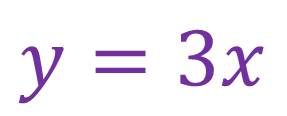 y = 3x